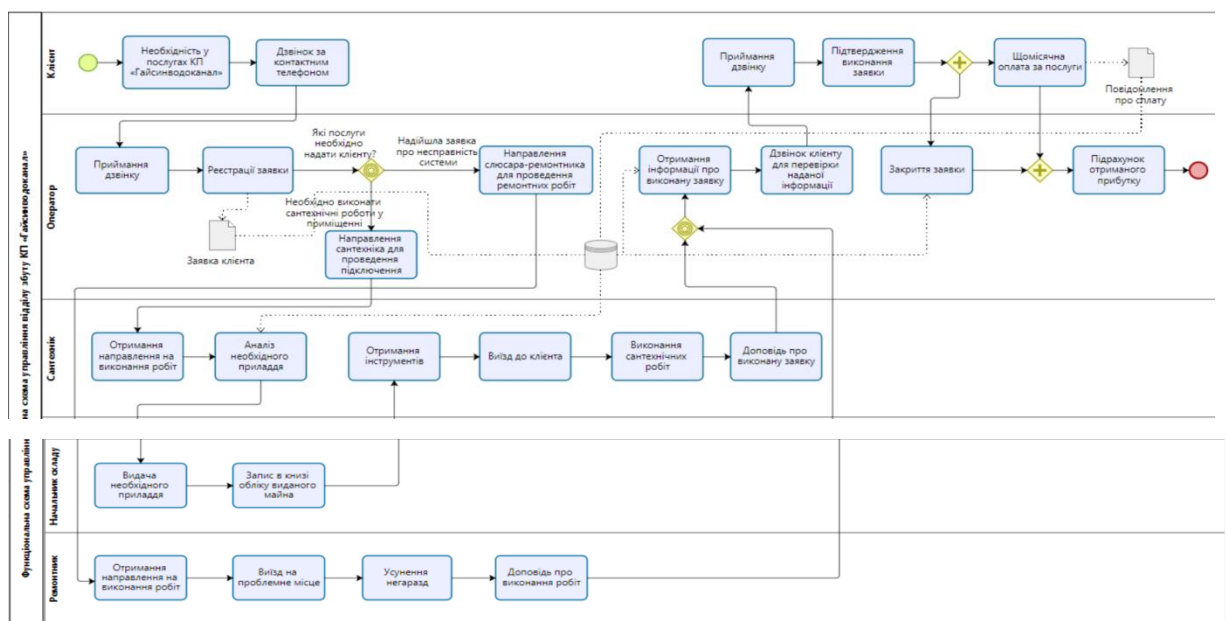 Функціональна схема управління відділу збуту КП «Гайсинводоканал»
Клієнт
Необхідність у
послугах КП
«Гайсинводоканал»
Дзвінок за
контактним
телефоном
Приймання
дзвінку
Підтвердження
виконання
заявки
Щомісячна
оплата за послуги
Повідомлення
про сплату
Оператор
Приймання
дзвінку
Реєстрації заявки
Які послуги
необхідно
надати клієнту?
Надійшла заявка
про несправність
системи
Направлення
слюсара-ремонтника
для проведення
ремонтних робіт
Отримання
інформації про
виконану заявку
Дзвінок клієнту
для перевірки
наданої
інформації
Закриття заявки
Підрахунок
отриманого
прибутку
Заявка клієнта
Необхідно виконати
сантехнічні роботи у
приміщенні
Направлення
сантехніка для
проведення
підключення
Сантехнік
Отримання
направлення на
виконання робіт
Аналіз
необхідного
приладдя
Отримання
інструментів
Виїзд до клієнта
Виконання
сантехнічних
робіт
Доповідь про
виконану заявку
Функціональна схема управлінн
Начальник складу
Видача
необхідного
приладдя
Запис в книзі
обліку виданого
майна
Ремонтник
Отримання
направлення на
виконання робіт
Виїзд на
проблемне місце
Усунення
негаразд
Доповідь про
виконання робіт